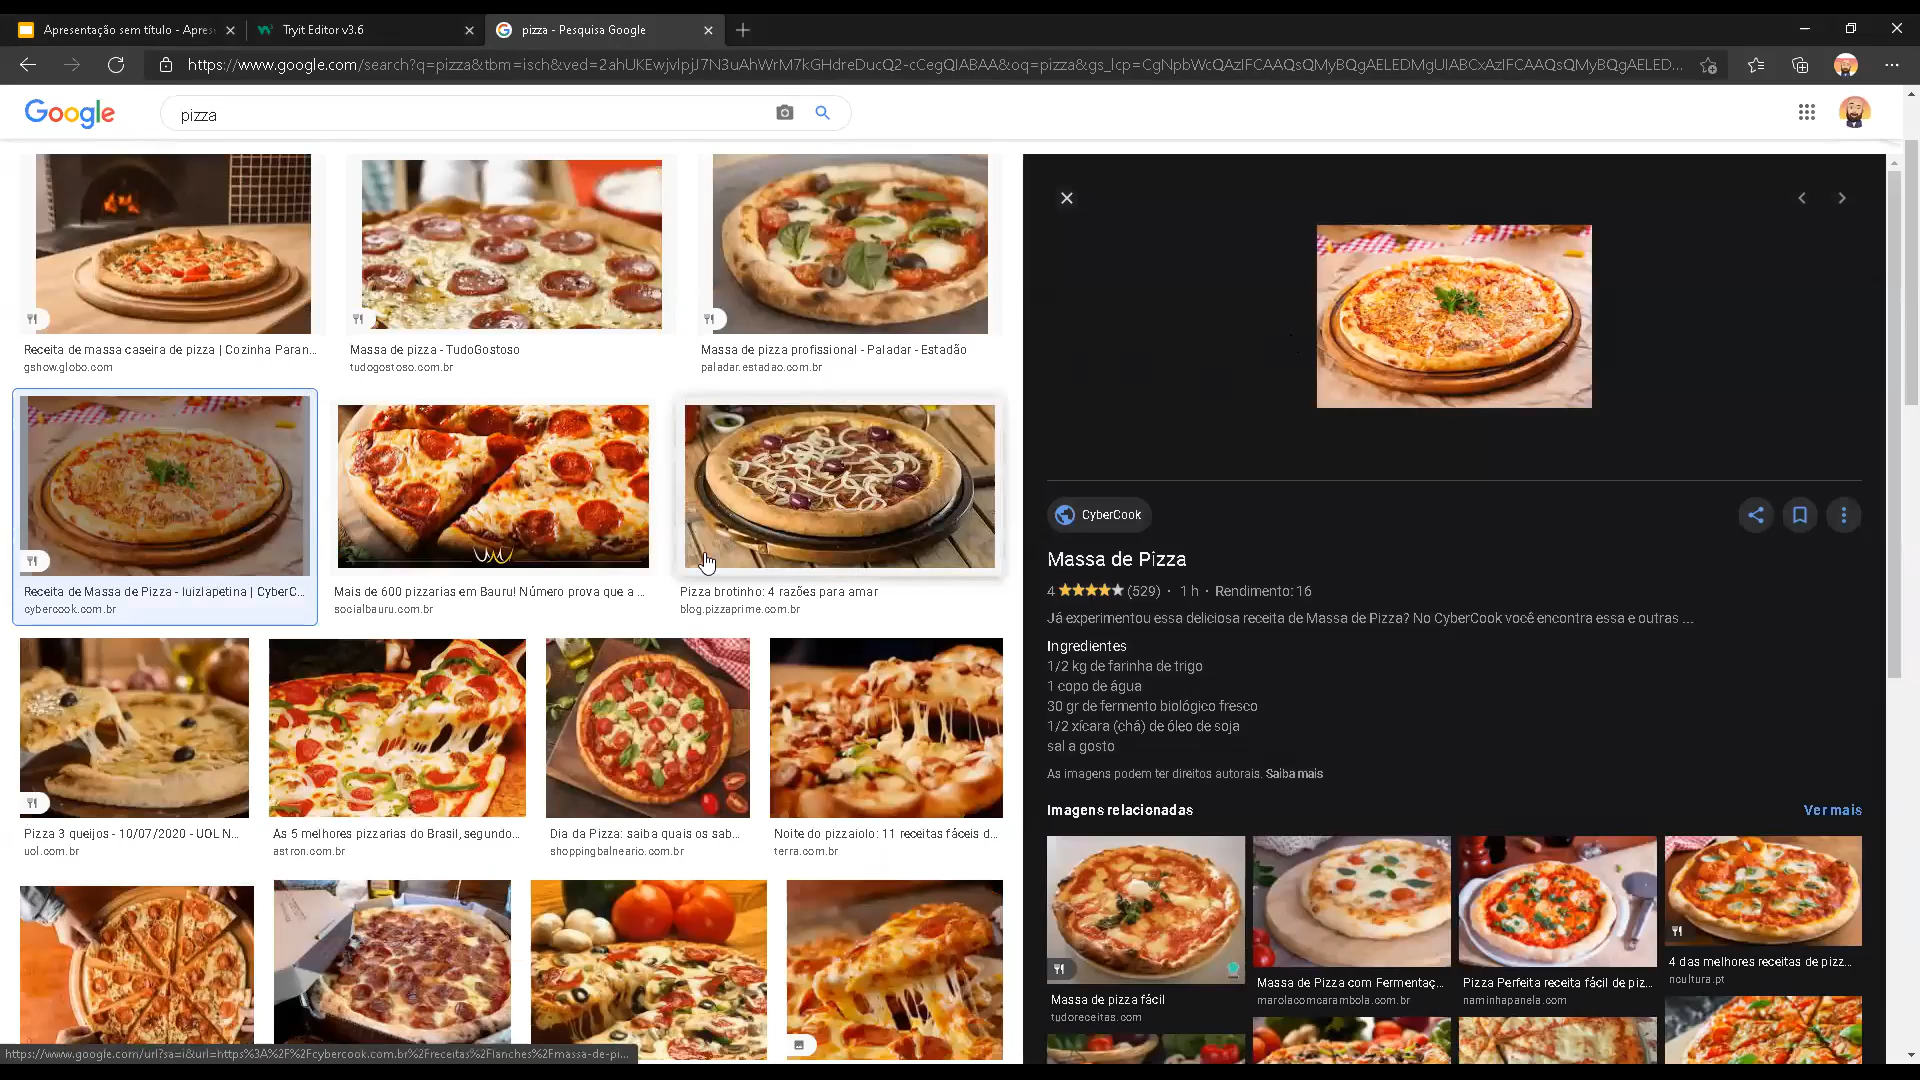 Apresentação sem título - Apres
Tryit Editor v3.6
pizza - Pesquisa Google
https://www.google.com/search?q=pizza&tbm=isch&ved=2ahUKEwjvlpjJ7N3uAhWrM7kGHdreDucQ2-cCegQIABAA&oq=pizza&gs_lcp=CgNpbWcQAzIFCAAQsQMyBQgAELEDMgUIABCxAzIFCAAQsQMyBQgAELED...
Google
pizza
Receita de massa caseira de pizza | Cozinha Paran...
gshow.globo.com
Massa de pizza - TudoGostoso
tudogostoso.com.br
Massa de pizza profissional - Paladar - Estadão
paladar.estadao.com.br
Receita de Massa de Pizza - luizlapetina | CyberC...
cybercook.com.br
Mais de 600 pizzarias em Bauru! Número prova que a ...
socialbauru.com.br
Pizza brotinho: 4 razões para amar
blog.pizzaprime.com.br
Pizza 3 queijos - 10/07/2020 - UOL N...
uol.com.br
As 5 melhores pizzarias do Brasil, segundo...
astron.com.br
Dia da Pizza: saiba quais os sab...
shoppingbalneario.com.br
Noite do pizzaiolo: 11 receitas fáceis d...
terra.com.br
https://www.google.com/url?sa=i&url=https%3A%2F%2Fcybercook.com.br%2Freceitas%2Flanches%2Fmassa-de-pi...
CyberCook
Massa de Pizza
4 (529) · 1 h · Rendimento: 16
Já experimentou essa deliciosa receita de Massa de Pizza? No CyberCook você encontra essa e outras ...
Ingredientes
1/2 kg de farinha de trigo
1 copo de água
30 gr de fermento biológico fresco
1/2 xícara (chá) de óleo de soja
sal a gosto
As imagens podem ter direitos autorais. Saiba mais
Imagens relacionadas
Ver mais
Massa de pizza fácil
tudoreceitas.com
Massa de Pizza com Fermentaç...
marolacomcarambola.com.br
Pizza Perfeita receita fácil de piz...
naminhapanela.com
4 das melhores receitas de pizz...
ncultura.pt